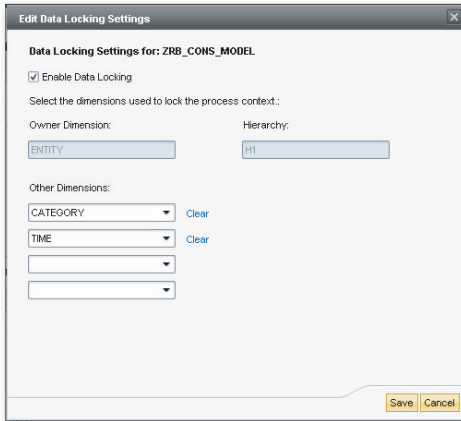 Edit Data Locking Settings
Data Locking Settings for: ZRB_CONS_MODEL
Enable Data Locking
Select the dimensions used to lock the process context.:
Owner Dimension: Hierarchy:
ENTITY H1
Other Dimensions:
CATEGORY Clear
TIME Clear
Save Cancel